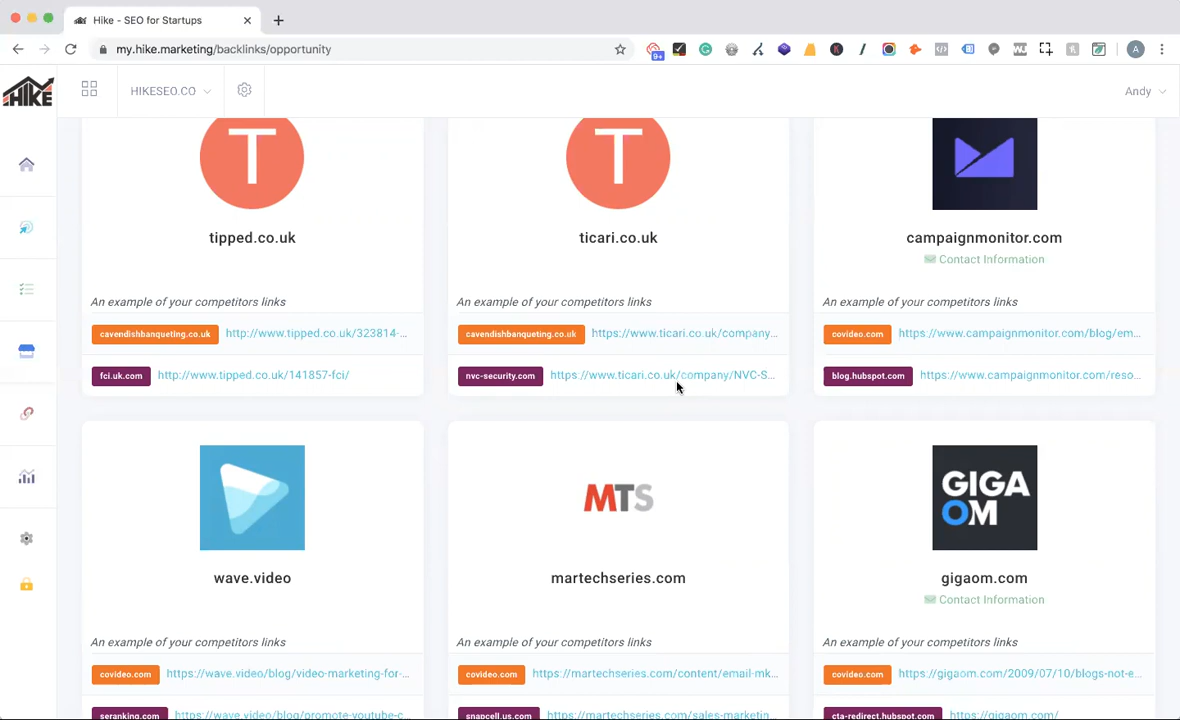 Hike - SEO for Startups
my.hike.marketing/backlinks/opportunity
9+
A
HIKE
HIKESEO.CO
Andy
T
T
tipped.co.uk
ticari.co.uk
campaignmonitor.com
Contact Information
An example of your competitors links
An example of your competitors links
An example of your competitors links
cavendishbanqueting.co.uk http://www.tipped.co.uk/323814-...
cavendishbanqueting.co.uk https://www.ticari.co.uk/company...
covideo.com https://www.campaignmonitor.com/blog/em...
fci.uk.com http://www.tipped.co.uk/141857-fci/
nvc-security.com https://www.ticari.co.uk/company/NVC-S...
blog.hubspot.com https://www.campaignmonitor.com/reso...
MTS
GIGA
OM
wave.video
martechseries.com
gigaom.com
Contact Information
An example of your competitors links
An example of your competitors links
An example of your competitors links
covideo.com https://wave.video/blog/video-marketing-for-...
covideo.com https://martechseries.com/content/email-mk...
covideo.com https://gigaom.com/2009/07/10/blogs-not-e...
seranking.com https://wave.video/blog/promote-youtube-c...
snapcell.us.com https://martechseries.com/sales-marketin...
cta-redirect.hubspot.com https://gigaom.com/